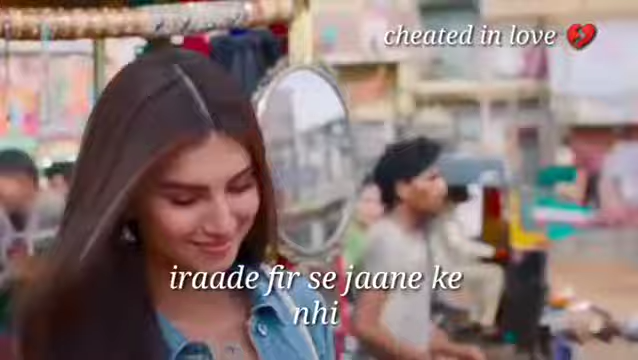 cheated in love 💔
iraade fir se jaane ke
nhi